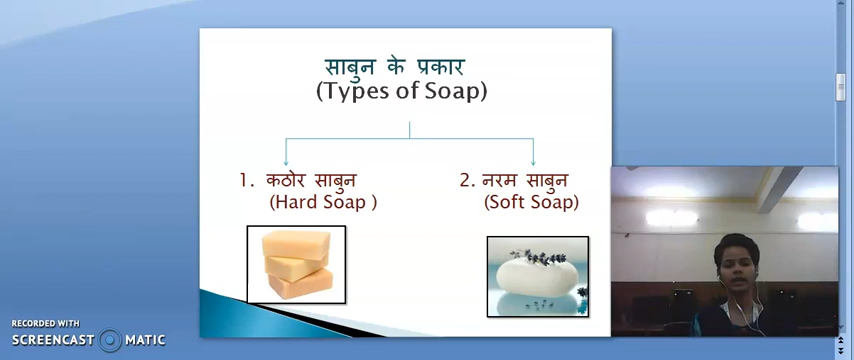 साबुन के प्रकार
(Types of Soap)
1. कठोर साबुन
(Hard Soap )
2. नरम साबुन
(Soft Soap)
RECORDED WITH
SCREENCAST MATIC